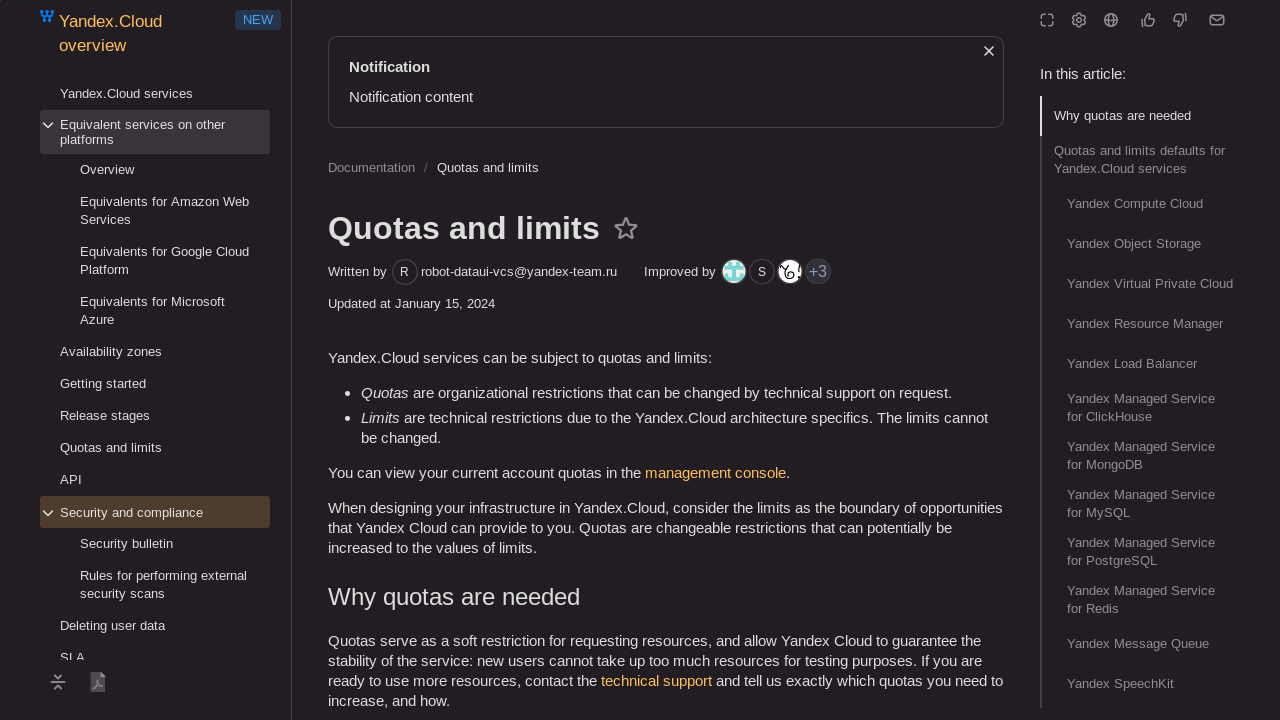 Yandex.Cloud
overview
NEW
Yandex.Cloud services
Equivalent services on other
platforms
Overview
Equivalents for Amazon Web
Services
Equivalents for Google Cloud
Platform
Equivalents for Microsoft
Azure
Availability zones
Getting started
Release stages
Quotas and limits
API
Security and compliance
Security bulletin
Rules for performing external
security scans
Deleting user data
SLA
Notification
Notification content
Documentation / Quotas and limits
Quotas and limits
Written by R robot-dataui-vcs@yandex-team.ru Improved by S +3
Updated at January 15, 2024
Yandex.Cloud services can be subject to quotas and limits:
Quotas are organizational restrictions that can be changed by technical support on request.
Limits are technical restrictions due to the Yandex.Cloud architecture specifics. The limits cannot
be changed.
You can view your current account quotas in the management console.
When designing your infrastructure in Yandex.Cloud, consider the limits as the boundary of opportunities
that Yandex Cloud can provide to you. Quotas are changeable restrictions that can potentially be
increased to the values of limits.
Why quotas are needed
Quotas serve as a soft restriction for requesting resources, and allow Yandex Cloud to guarantee the
stability of the service: new users cannot take up too much resources for testing purposes. If you are
ready to use more resources, contact the technical support and tell us exactly which quotas you need to
increase, and how.
In this article:
Why quotas are needed
Quotas and limits defaults for
Yandex.Cloud services
Yandex Compute Cloud
Yandex Object Storage
Yandex Virtual Private Cloud
Yandex Resource Manager
Yandex Load Balancer
Yandex Managed Service
for ClickHouse
Yandex Managed Service
for MongoDB
Yandex Managed Service
for MySQL
Yandex Managed Service
for PostgreSQL
Yandex Managed Service
for Redis
Yandex Message Queue
Yandex SpeechKit